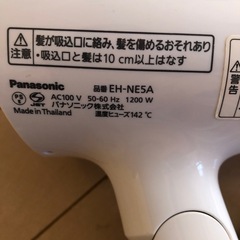 髪が吸込口に絡み、髪を傷めるおそれあり
・吸込口と髪は10cm以上はなす
Panasonic 品番 EH-NE5A
AC100 V 50-60 Hz 1200 W
パナソニック株式会社
Made in Thailand 温度ヒューズ142℃
PS
E
JET
警告